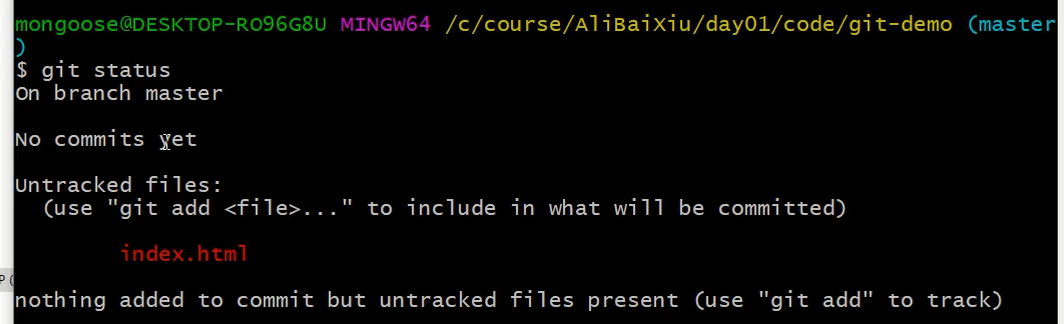 mongoose@DESKTOP-RO96G8U MINGW64 /c/course/AliBaiXiu/day01/code/git-demo (master
)
$ git status
On branch master
No commits yet
Untracked files:
(use "git add <file>..." to include in what will be committed)
index.html
P (
nothing added to commit but untracked files present (use "git add" to track)